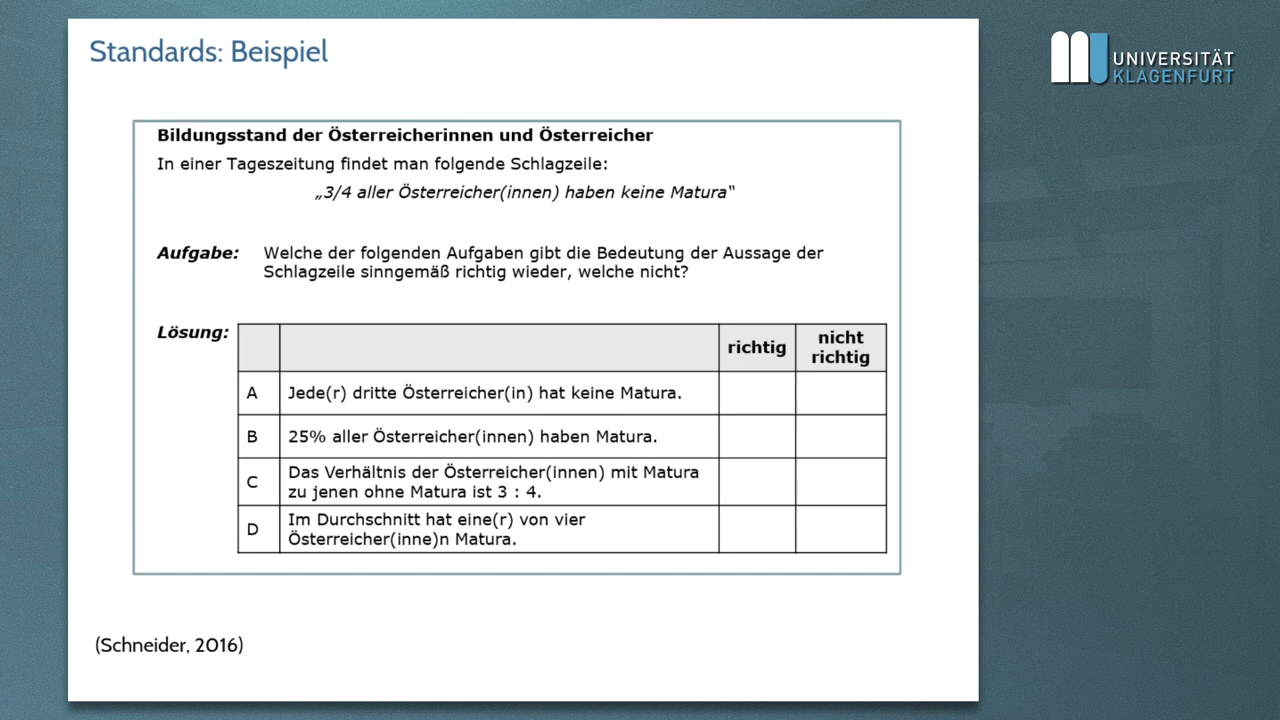 Standards: Beispiel
UNIVERSITÄT
KLAGENFURT
Bildungsstand der Österreicherinnen und Österreicher
In einer Tageszeitung findet man folgende Schlagzeile:
„3/4 aller Österreicher(innen) haben keine Matura“
Aufgabe: Welche der folgenden Aufgaben gibt die Bedeutung der Aussage der
Schlagzeile sinngemäß richtig wieder, welche nicht?
Lösung:
richtig
nicht
richtig
A Jede(r) dritte Österreicher(in) hat keine Matura.
B 25% aller Österreicher(innen) haben Matura.
C Das Verhältnis der Österreicher(innen) mit Matura
zu jenen ohne Matura ist 3 : 4.
D Im Durchschnitt hat eine(r) von vier
Österreicher(inne)n Matura.
(Schneider, 2016)